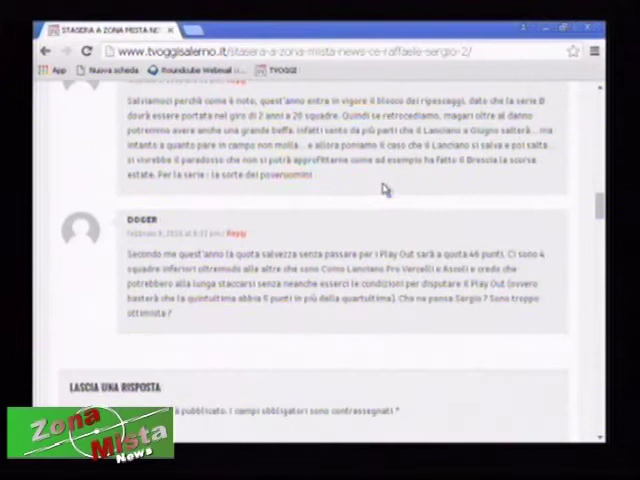 STASERA A ZONA MISTA NE
www.tvoggisalerno.it/stasera-a-zona-mista-news-ce-raffaele-sergio-2/
App Nuova scheda Roundcube Webmail :: TVOGGI
Reply
Salviamoci perchè come è noto, quest'anno entra in vigore il blocco dei ripescaggi, dato che la serie B
dovrà essere portata nel giro di 2 anni a 20 squadre. Quindi se retrocediamo, magari oltre al danno
potremmo avere anche una grande beffa. Infatti sento da più parti che il Lanciano a Giugno salterà... ma
intanto a quanto pare in campo non molla... e allora poniamo il caso che il Lanciano si salva e poi salta...
si vivrebbe il paradosso che non si potrà approfittarne come ad esempio ha fatto il Brescia la scorsa
estate. Per la serie : la sorte dei poveruomini
DOGER
Reply
Secondo me quest'anno la quota salvezza senza passare per i Play Out sarà a quota 46 punti. Ci sono 4
squadre inferiori oltremodo alle altre che sono Como Lanciano Pro Vercelli e Ascoli e credo che
potrebbero alla lunga staccarsi senza neanche esserci le condizioni per disputare il Play Out (ovvero
basterà che la quintultima abbia 5 punti in più della quartultima). Che ne pensa Sergio ? Sono troppo
ottimista ?
LASCIA UNA RISPOSTA
à pubblicato. I campi obbligatori sono contrassegnati *
Zona
Mista
News